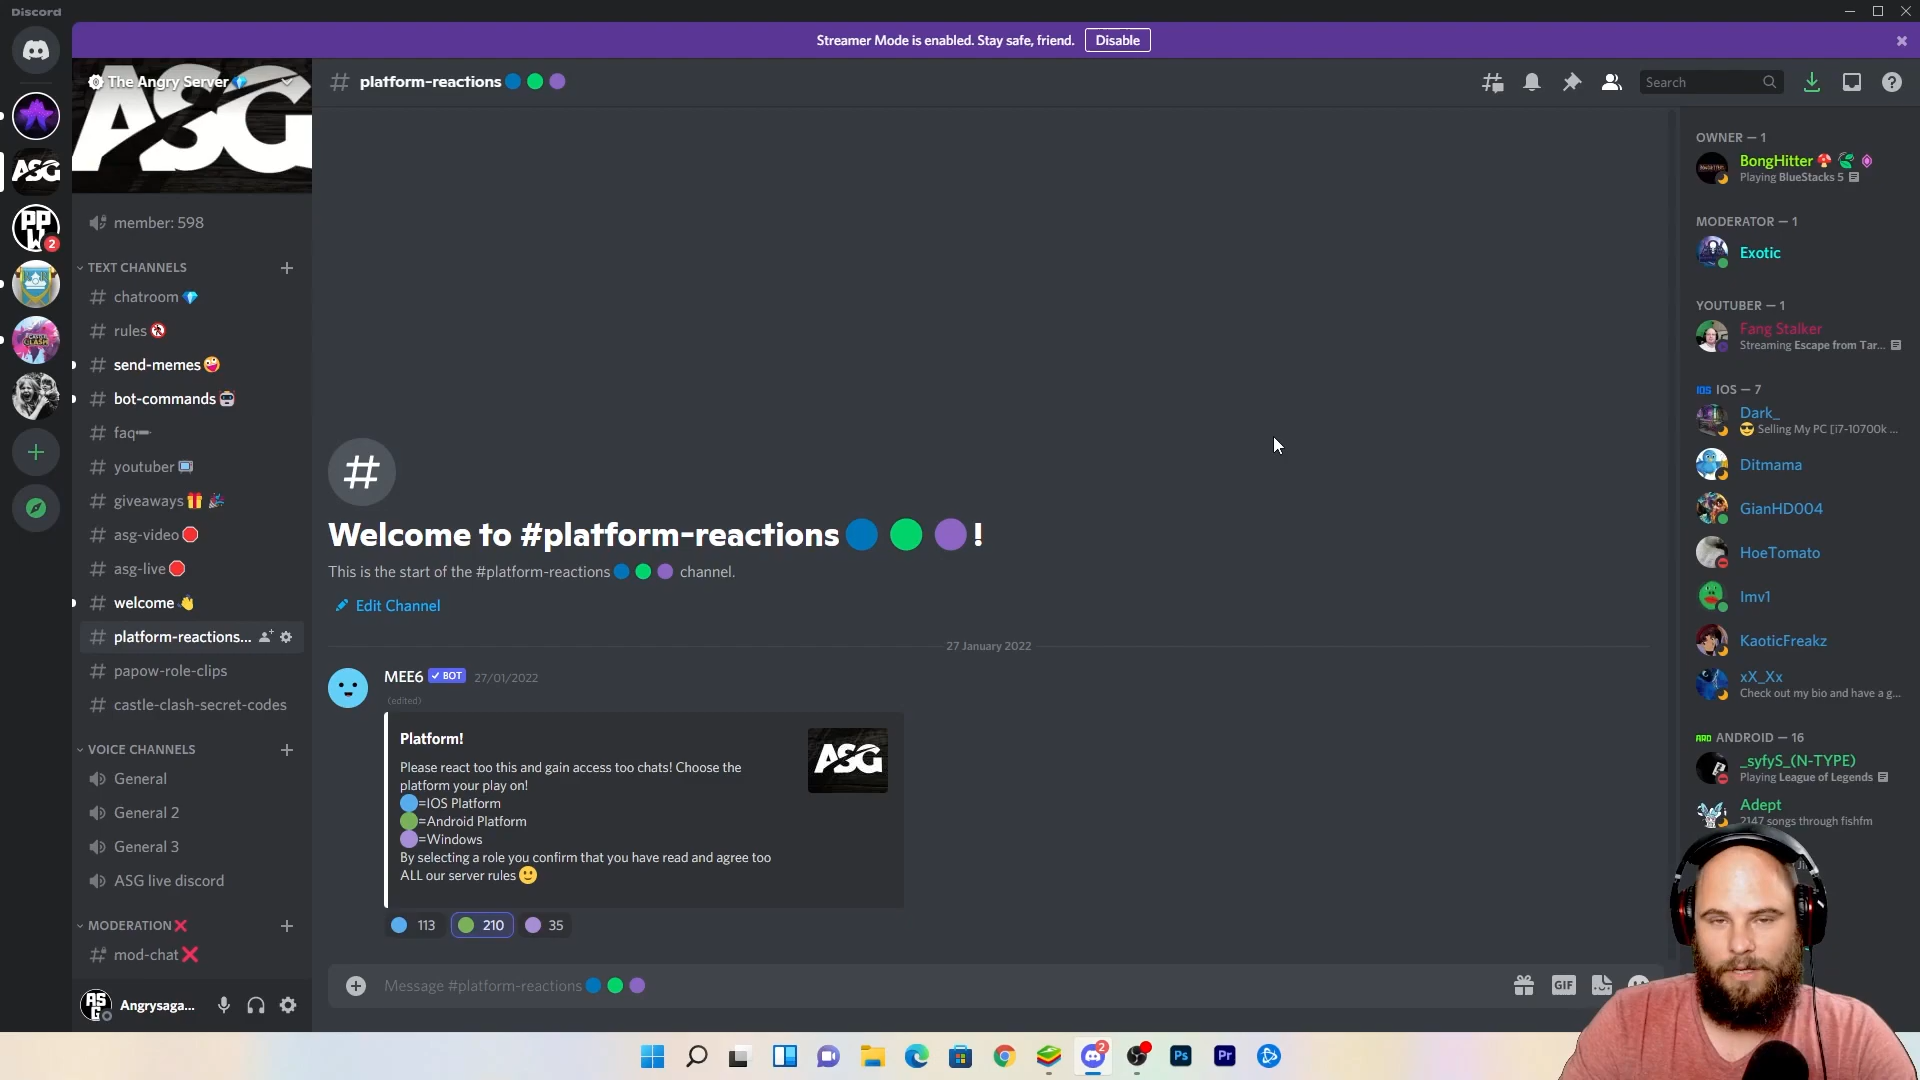 Discord
Streamer Mode is enabled. Stay safe, friend.
Disable
The Angry Server
ASG
member: 598
TEXT CHANNELS
chatroom
rules
send-memes
bot-commands
faq
youtuber
giveaways
asg-video
asg-live
welcome
platform-reactions...
papow-role-clips
castle-clash-secret-codes
VOICE CHANNELS
General
General 2
General 3
ASG live discord
MODERATION
mod-chat
Angrysaga...
ASG
PP
W
2
platform-reactions
Search
Welcome to #platform-reactions !
This is the start of the #platform-reactions channel.
Edit Channel
27 January 2022
MEE6 BOT 27/01/2022
(edited)
Platform!
Please react too this and gain access too chats! Choose the
platform your play on!
=IOS Platform
=Android Platform
=Windows
By selecting a role you confirm that you have read and agree too
ALL our server rules
ASG
113 210 35
Message #platform-reactions
GIF
OWNER — 1
BongHitter
Playing BlueStacks 5
MODERATOR — 1
Exotic
YOUTUBER — 1
Fang Stalker
Streaming Escape from Tar...
IOS IOS — 7
Dark_
Selling My PC [i7-10700k ...
Ditmama
GianHD004
HoeTomato
Imv1
KaoticFreakz
xX_Xx
Check out my bio and have a g...
ANDROID — 16
_syfyS_(N-TYPE)
Playing League of Legends
Adept
2147 songs through fishfm
2
Ps
Pr